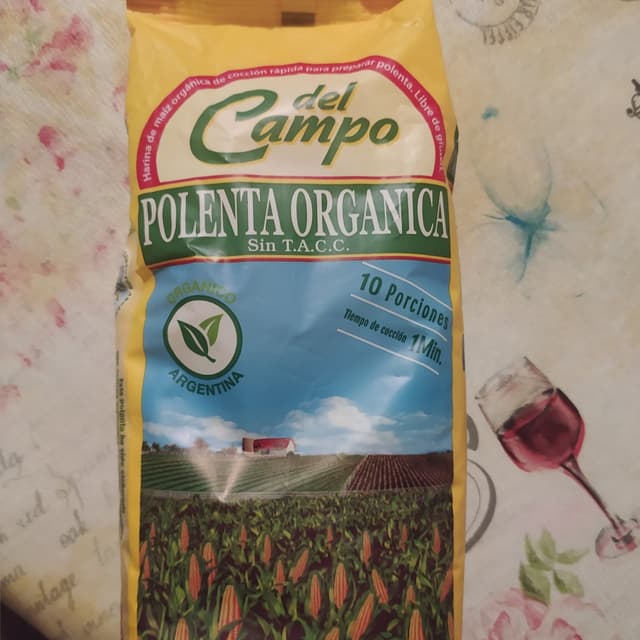 Harina de maíz orgánica de cocción rápida para preparar polenta. Libre de
del
Campo
POLENTA ORGANICA
Sin T.A.C.C.
ORGANICO
ARGENTINA
10 Porciones
Tiempo de cocción 1 Min.